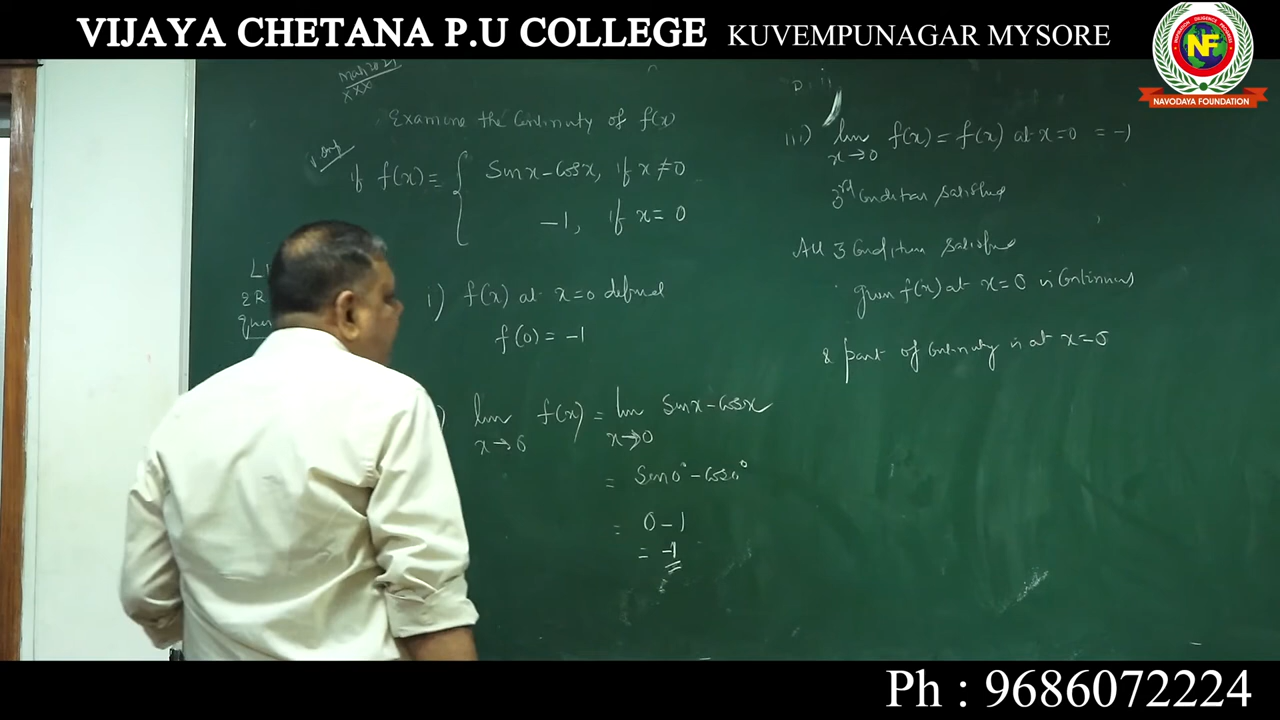 VIJAYA CHETANA P.U COLLEGE KUVEMPUNAGAR MYSORE
NF
NAVODAYA FOUNDATION
xxx
Examine the Continuity of f(x)
if f(x) = { Sinx - Cosx, if x ≠ 0
-1, if x = 0
i) f(x) at x=0 defined
f(0) = -1
) lim x→0 f(x) = lim x→0 Sinx - Cosx
= Sin0° - Cos0°
= 0 - 1
= -1
iii) lim x→0 f(x) = f(x) at x=0 = -1
3rd Condition satisfied
All 3 Condition satisfied
given f(x) at x=0 is Continuous
& part of Continuity is at x=0
Ph : 9686072224